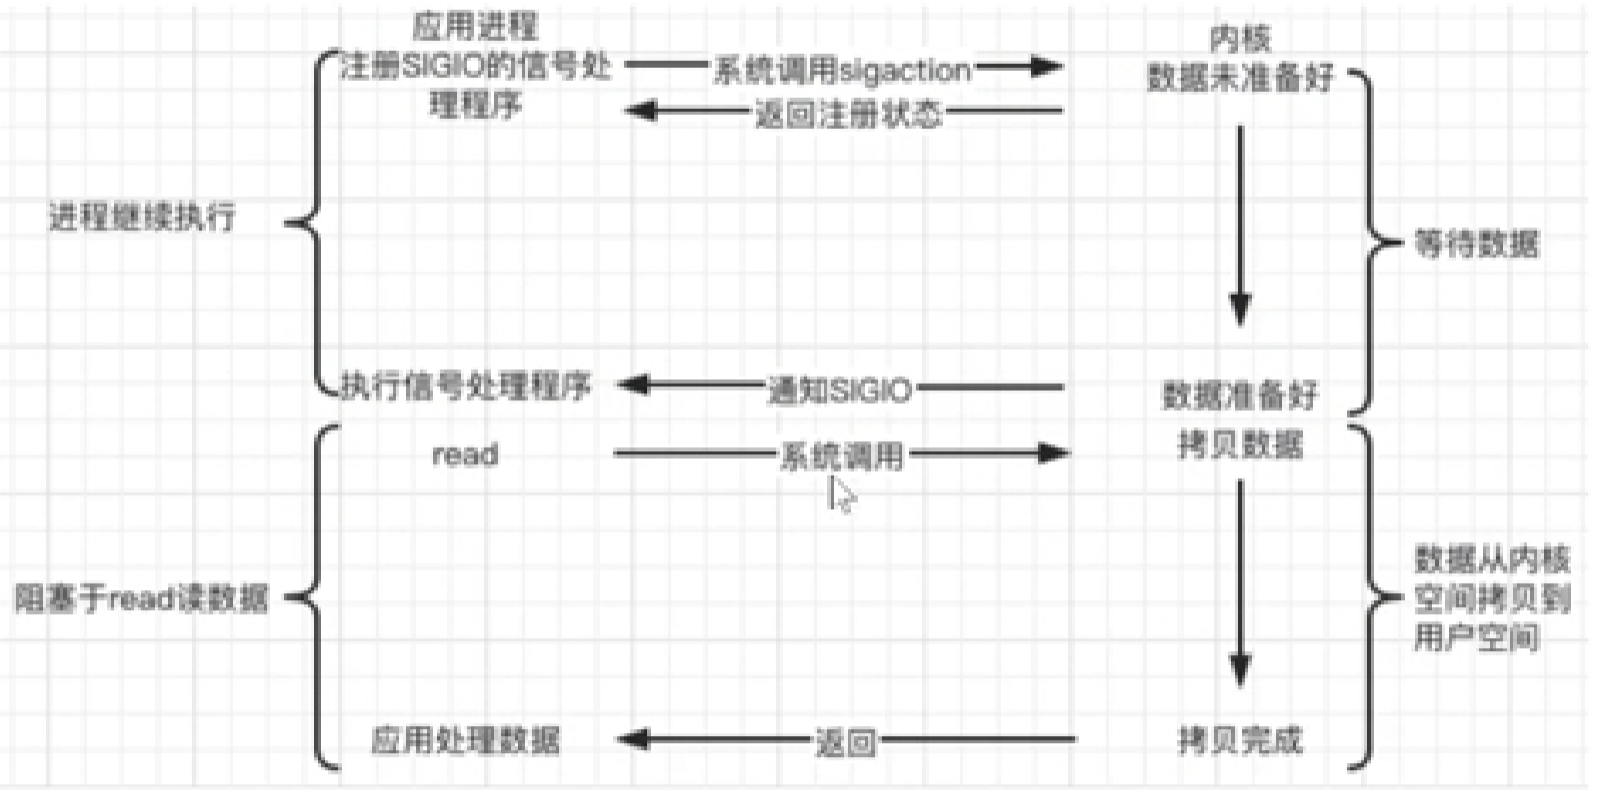 应用进程
内核
注册SIGIO的信号处
理程序
系统调用sigaction
数据未准备好
返回注册状态
进程继续执行
等待数据
执行信号处理程序
通知SIGIO
数据准备好
read
系统调用
拷贝数据
阻塞于read读数据
数据从内核
空间拷贝到
用户空间
应用处理数据
返回
拷贝完成